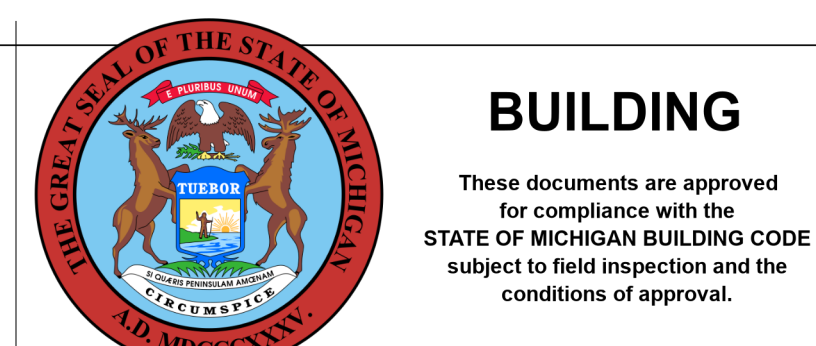 THE GREAT SEAL OF THE STATE OF MICHIGAN
E PLURIBUS UNUM
TUEBOR
SI QUÆRIS PENINSULAM AMŒNAM
CIRCUMSPICE
A.D. MDCCCXXXV.
BUILDING
These documents are approved
for compliance with the
STATE OF MICHIGAN BUILDING CODE
subject to field inspection and the
conditions of approval.